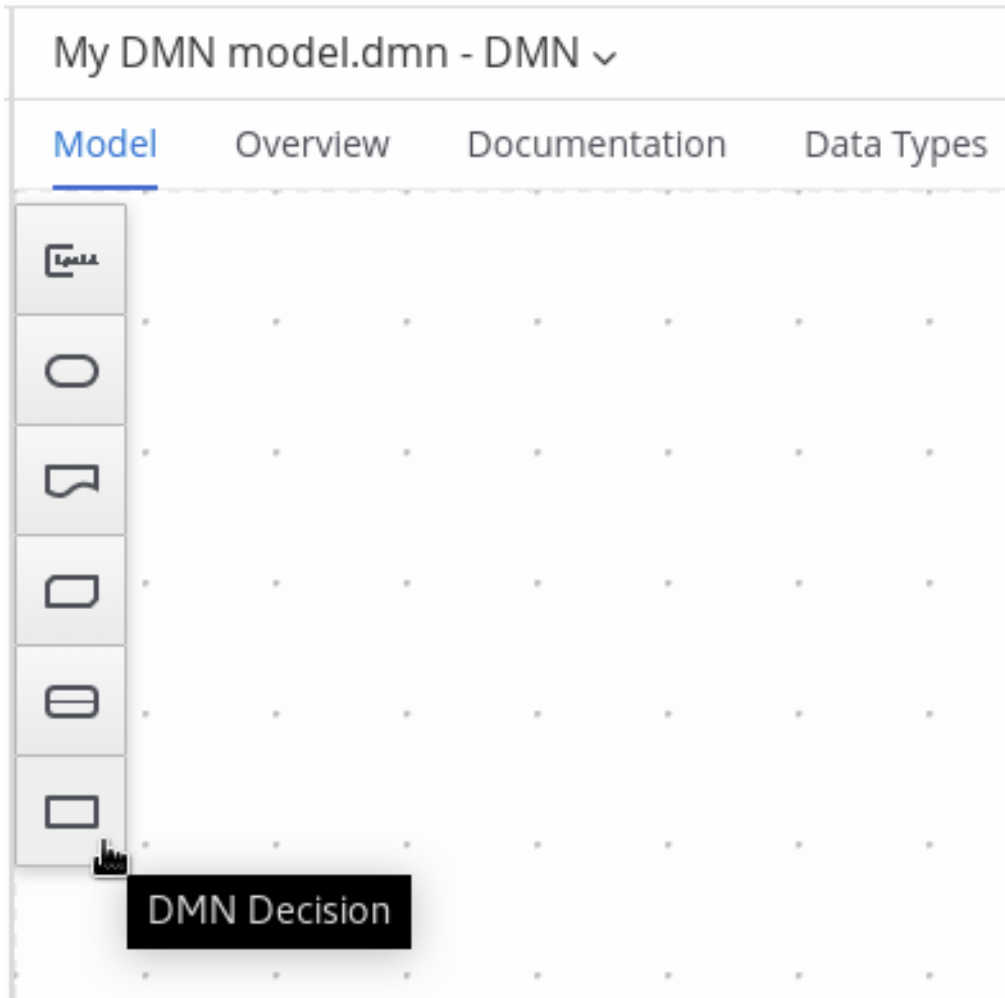 My DMN model.dmn - DMN
Model Overview Documentation Data Types
DMN Decision